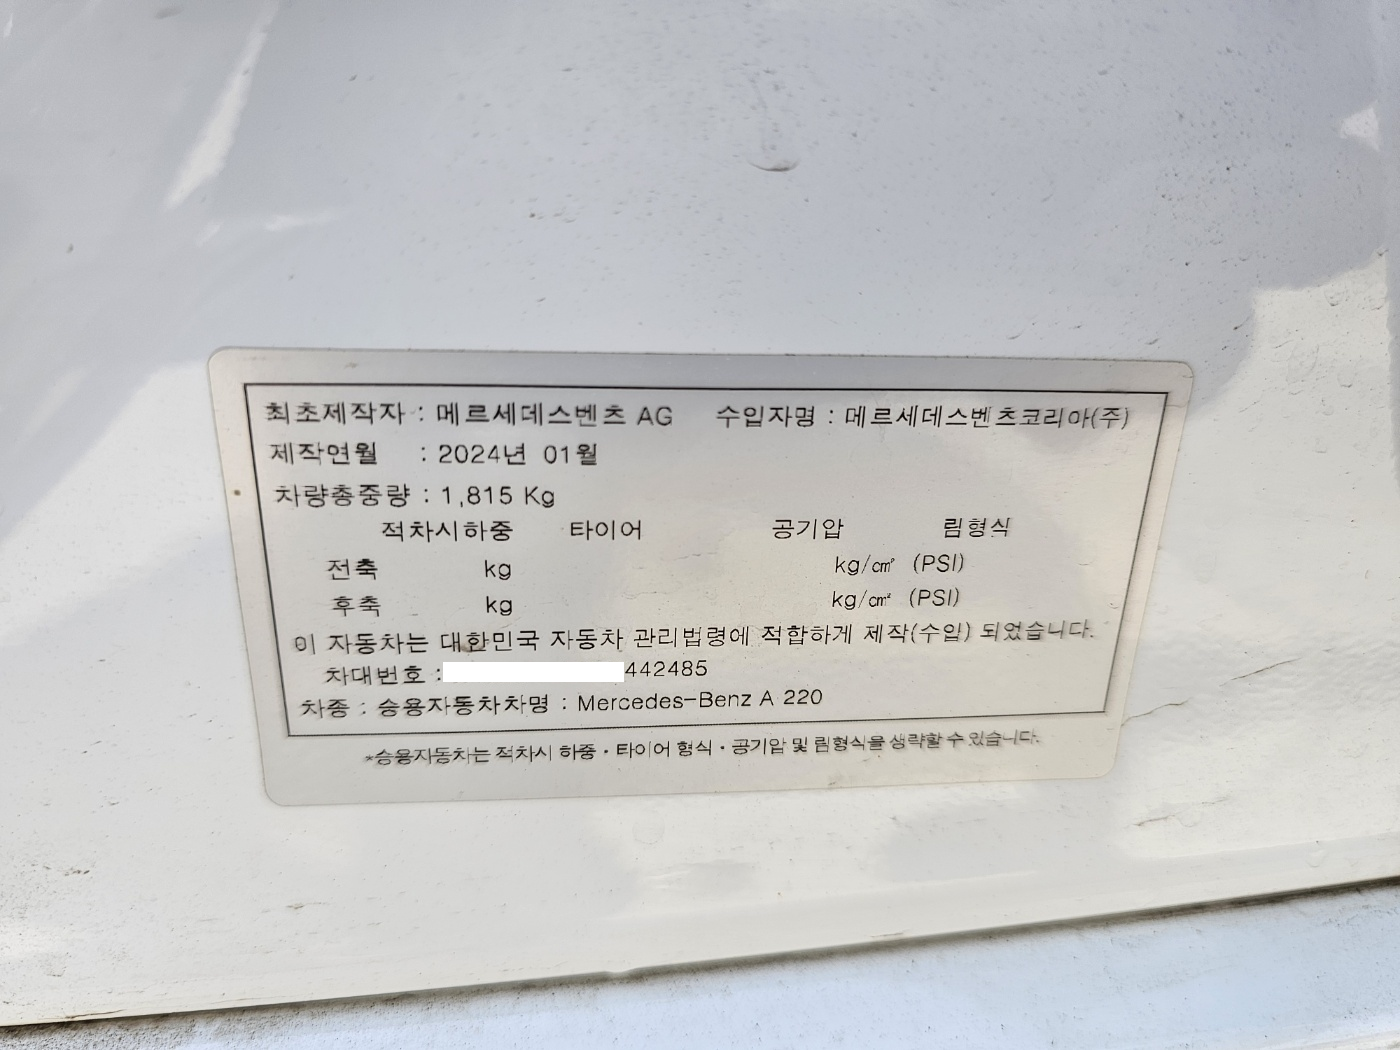 최초제작자 : 메르세데스벤츠 AG 수입자명 : 메르세데스벤츠코리아(주)
제작연월 : 2024년 01월
차량총중량 : 1,815 Kg
적차시하중 타이어 공기압 림형식
전축 kg kg/㎠ (PSI)
후축 kg kg/㎠ (PSI)
이 자동차는 대한민국 자동차 관리법령에 적합하게 제작(수입) 되었습니다.
차대번호 : 442485
차종 : 승용자동차차명 : Mercedes-Benz A 220
*승용자동차는 적차시 하중・타이어 형식・공기압 및 림형식을 생략할 수 있습니다.